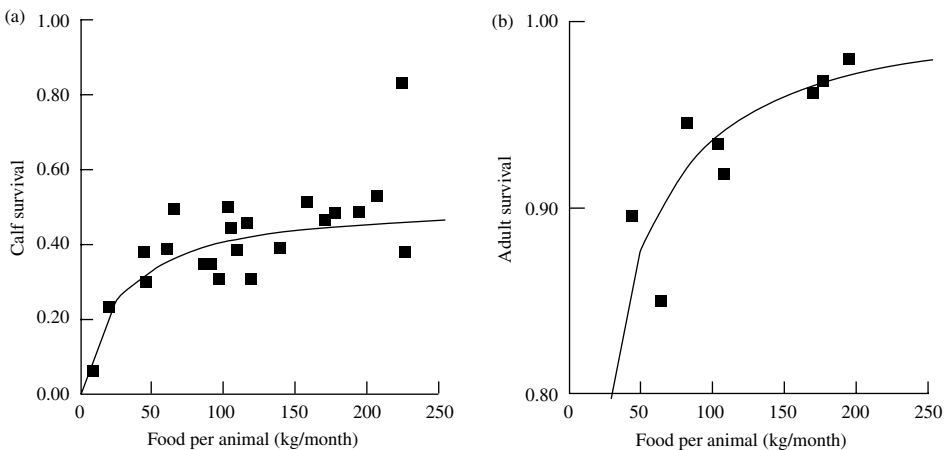 (a)
1.00
0.80
0.60
0.40
0.20
0.00
Calf survival
0 50 100 150 200 250
Food per animal (kg/month)
(b)
1.00
0.90
0.80
Adult survival
0 50 100 150 200 250
Food per animal (kg/month)